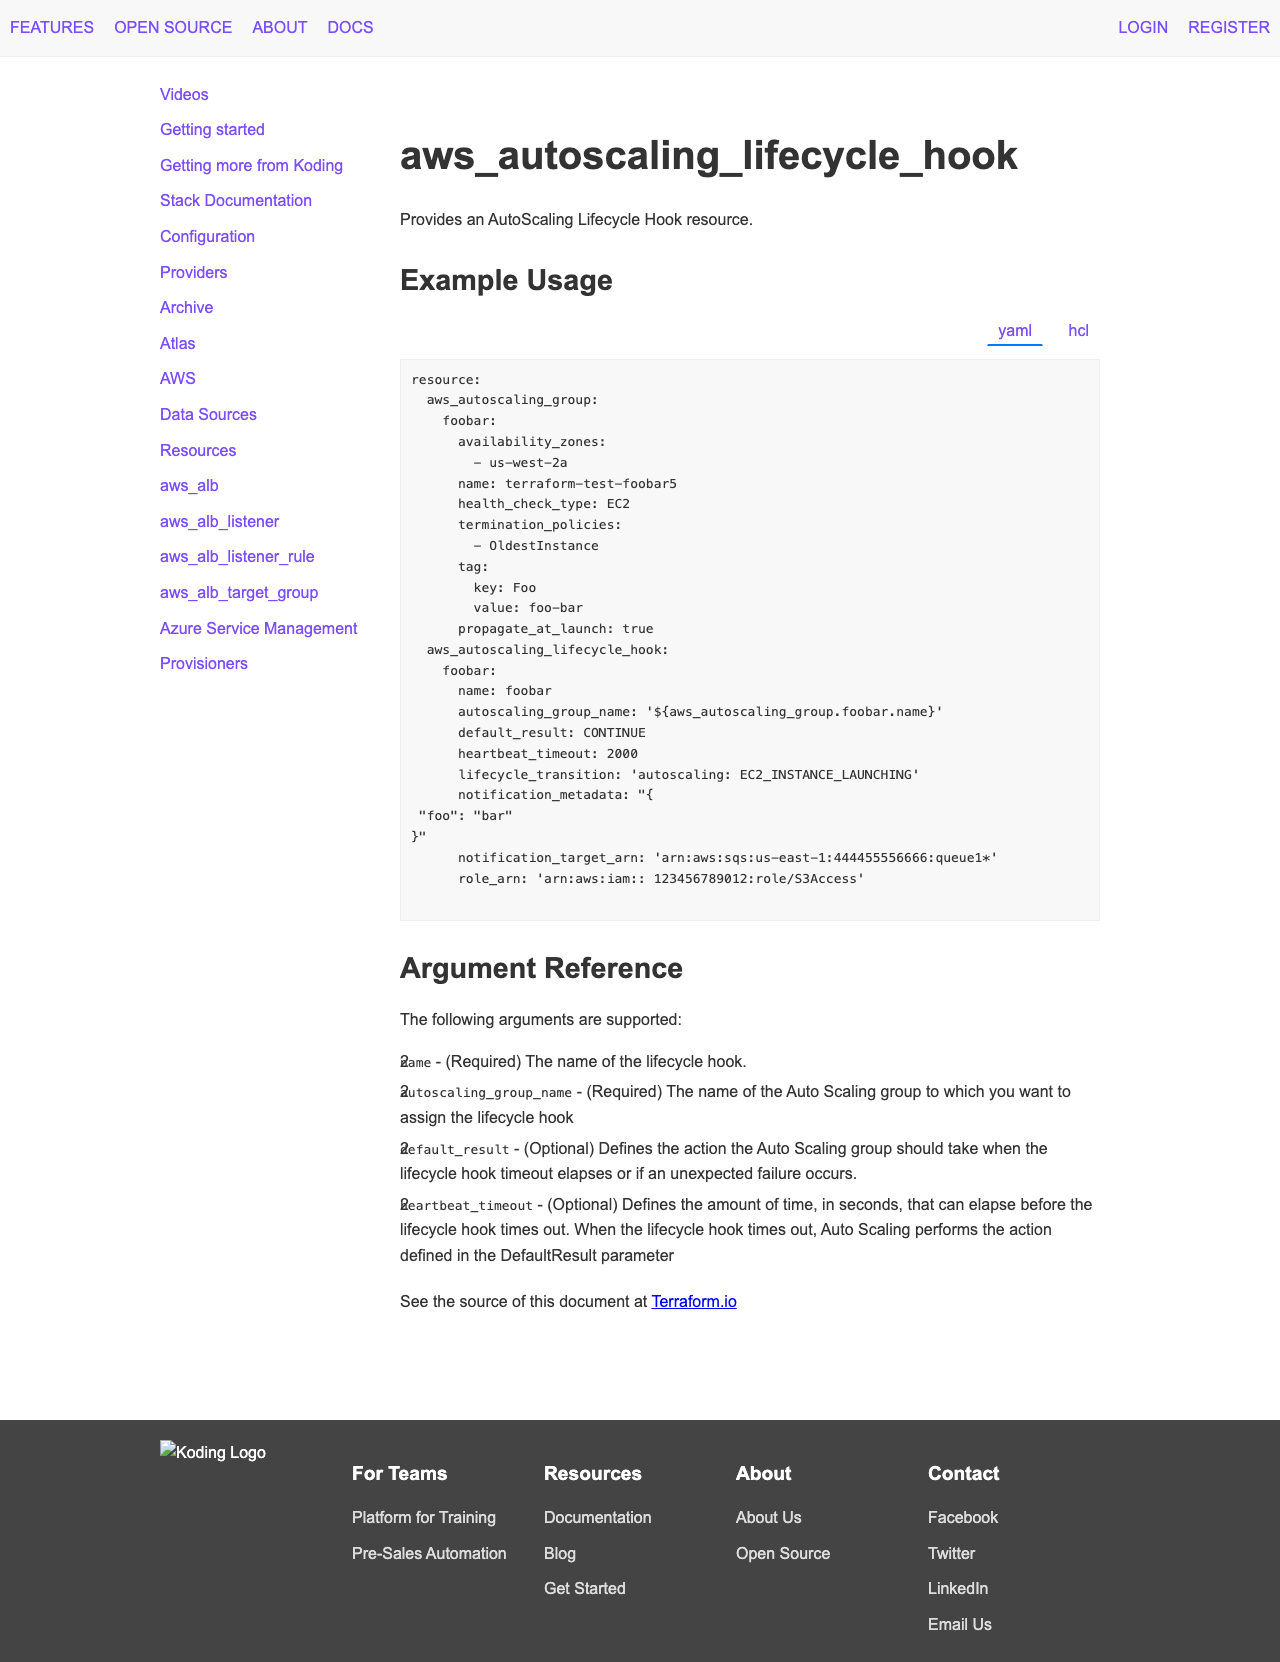 FEATURES OPEN SOURCE ABOUT DOCS LOGIN REGISTER
Videos
Getting started
Getting more from Koding
Stack Documentation
Configuration
Providers
Archive
Atlas
AWS
Data Sources
Resources
aws_alb
aws_alb_listener
aws_alb_listener_rule
aws_alb_target_group
Azure Service Management
Provisioners
aws_autoscaling_lifecycle_hook
Provides an AutoScaling Lifecycle Hook resource.
Example Usage
yaml hcl
resource:
  aws_autoscaling_group:
    foobar:
      availability_zones:
        - us-west-2a
      name: terraform-test-foobar5
      health_check_type: EC2
      termination_policies:
        - OldestInstance
      tag:
        key: Foo
        value: foo-bar
      propagate_at_launch: true
  aws_autoscaling_lifecycle_hook:
    foobar:
      name: foobar
      autoscaling_group_name: '${aws_autoscaling_group.foobar.name}'
      default_result: CONTINUE
      heartbeat_timeout: 2000
      lifecycle_transition: 'autoscaling: EC2_INSTANCE_LAUNCHING'
      notification_metadata: "{
 "foo": "bar"
}"
      notification_target_arn: 'arn:aws:sqs:us-east-1:444455556666:queue1*'
      role_arn: 'arn:aws:iam:: 123456789012:role/S3Access'
Argument Reference
The following arguments are supported:
name - (Required) The name of the lifecycle hook.
autoscaling_group_name - (Required) The name of the Auto Scaling group to which you want to
assign the lifecycle hook
default_result - (Optional) Defines the action the Auto Scaling group should take when the
lifecycle hook timeout elapses or if an unexpected failure occurs.
heartbeat_timeout - (Optional) Defines the amount of time, in seconds, that can elapse before the
lifecycle hook times out. When the lifecycle hook times out, Auto Scaling performs the action
defined in the DefaultResult parameter
See the source of this document at Terraform.io
Koding Logo
For Teams
Platform for Training
Pre-Sales Automation
Resources
Documentation
Blog
Get Started
About
About Us
Open Source
Contact
Facebook
Twitter
LinkedIn
Email Us